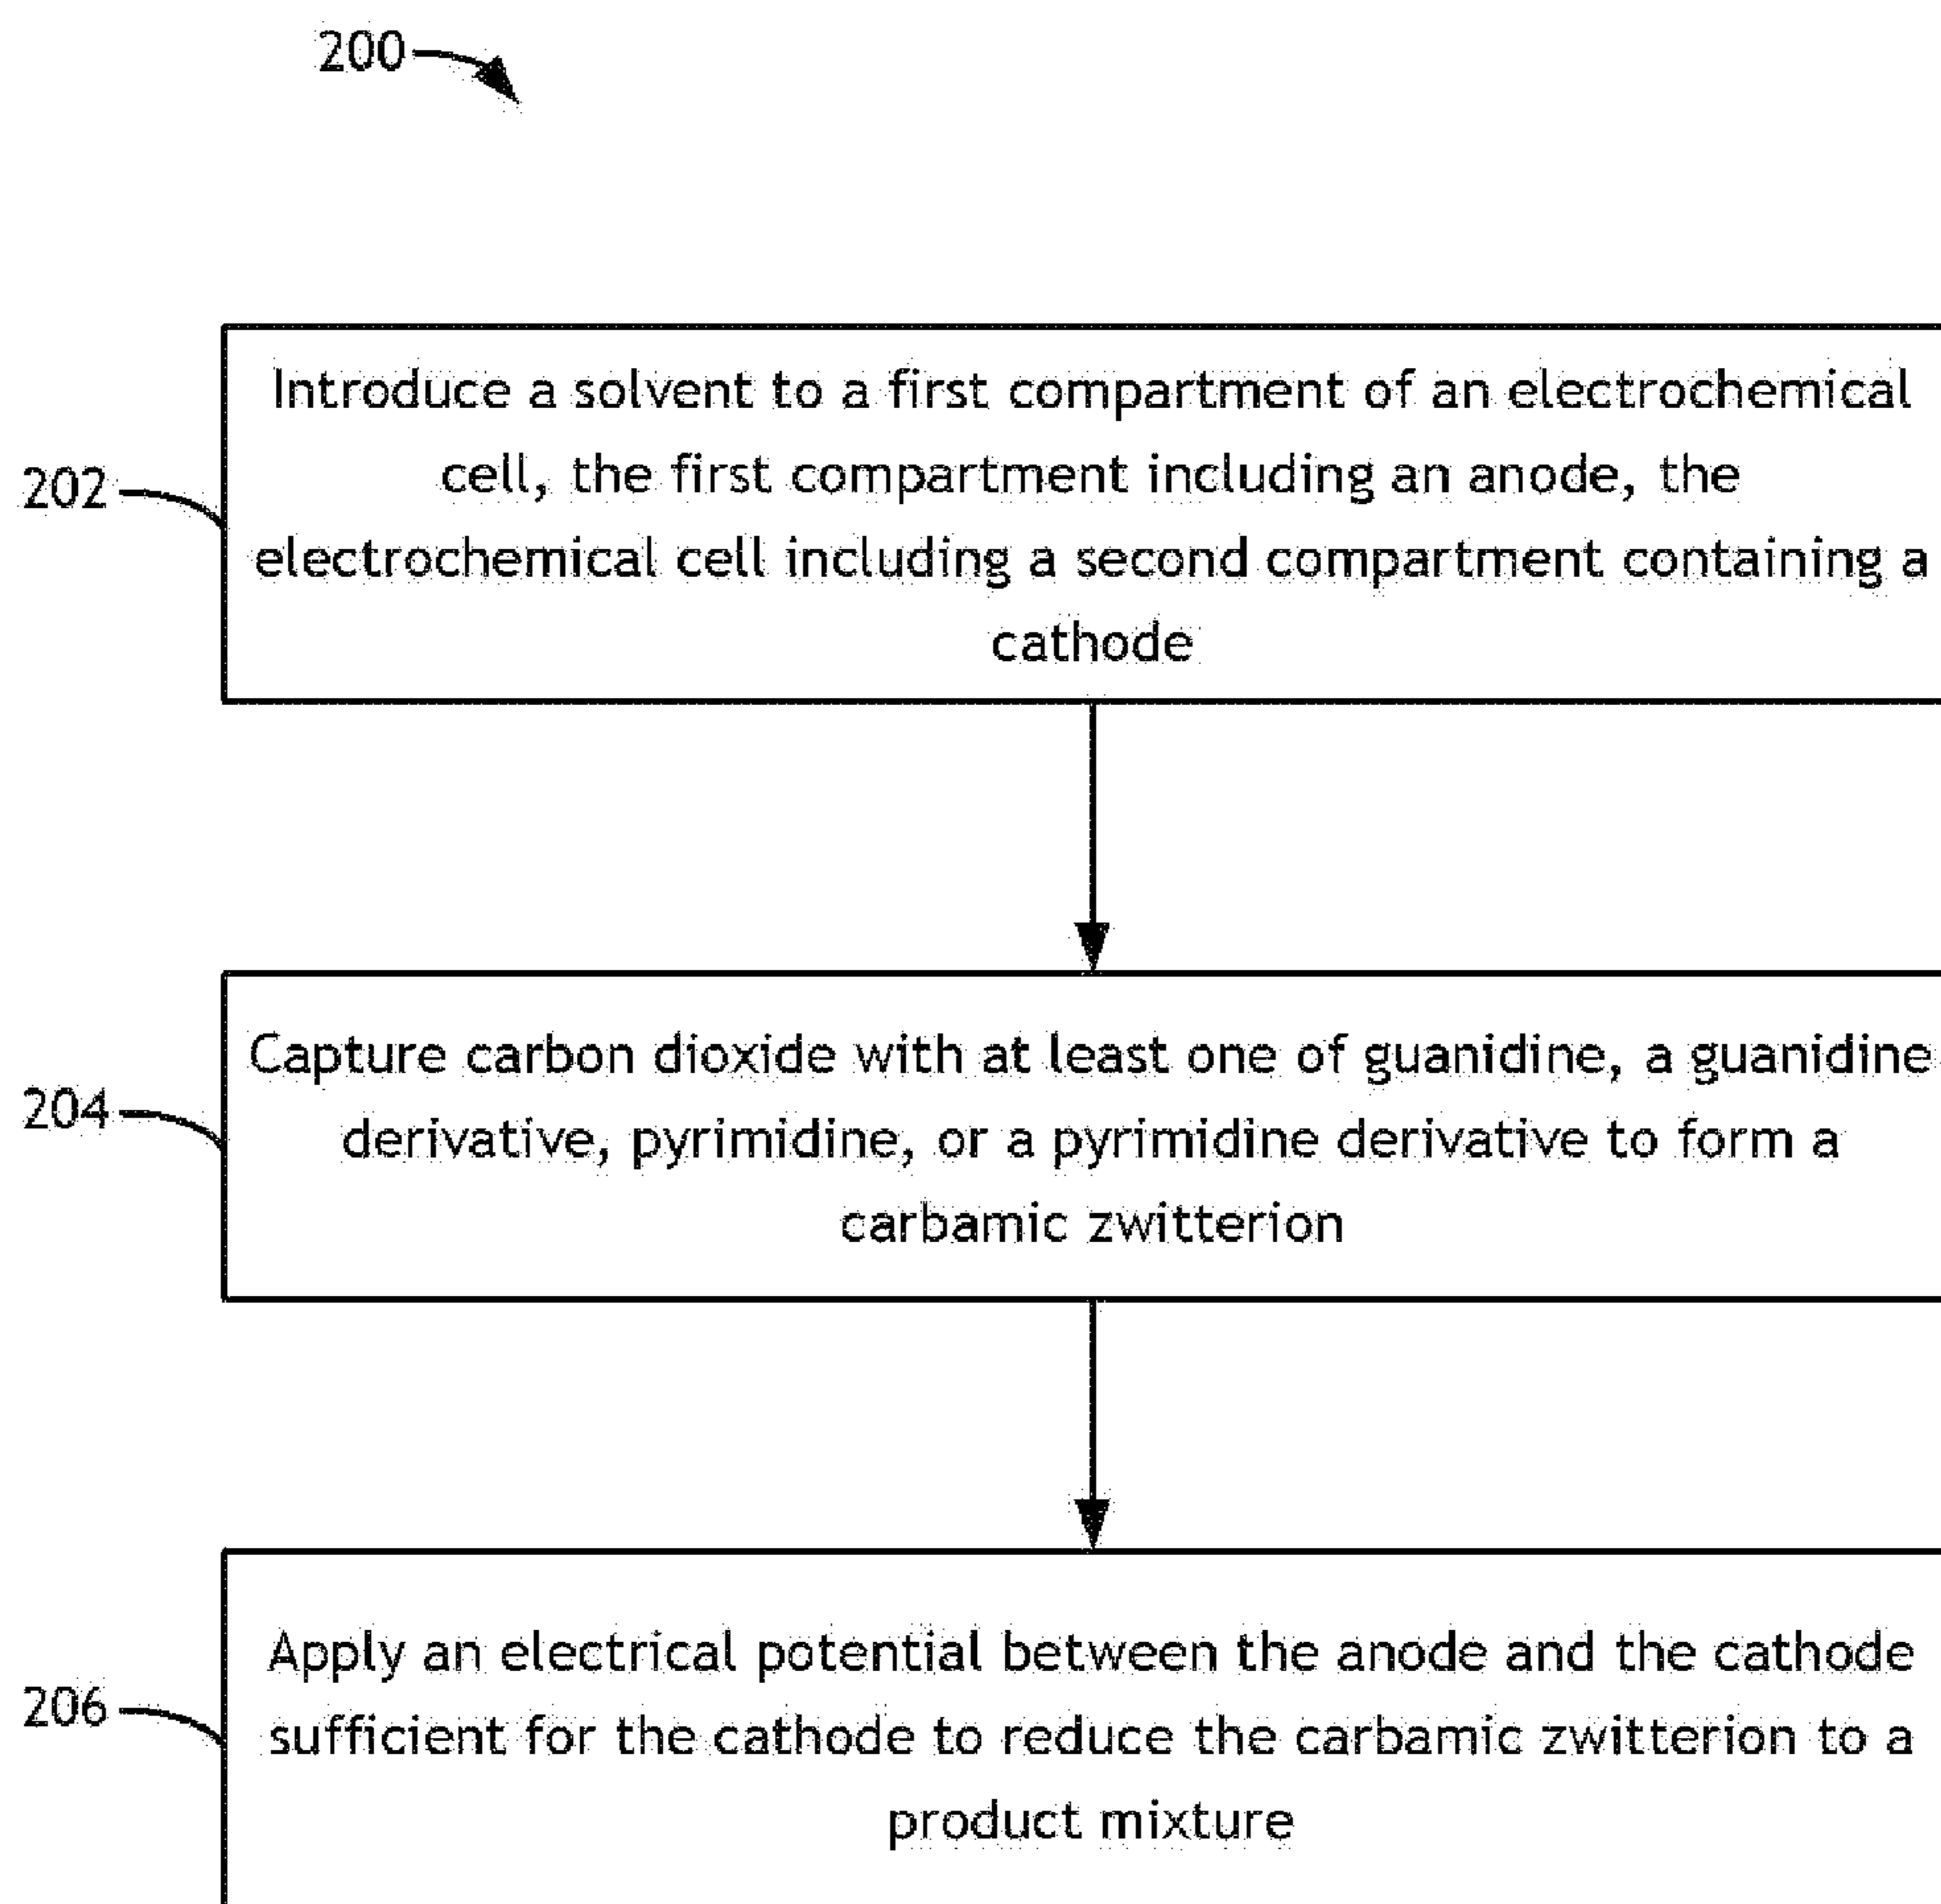 200
Introduce a solvent to a first compartment of an electrochemical
cell, the first compartment including an anode, the
electrochemical cell including a second compartment containing a
cathode
202
Capture carbon dioxide with at least one of guanidine, a guanidine
derivative, pyrimidine, or a pyrimidine derivative to form a
carbamic zwitterion
204
Apply an electrical potential between the anode and the cathode
sufficient for the cathode to reduce the carbamic zwitterion to a
product mixture
206